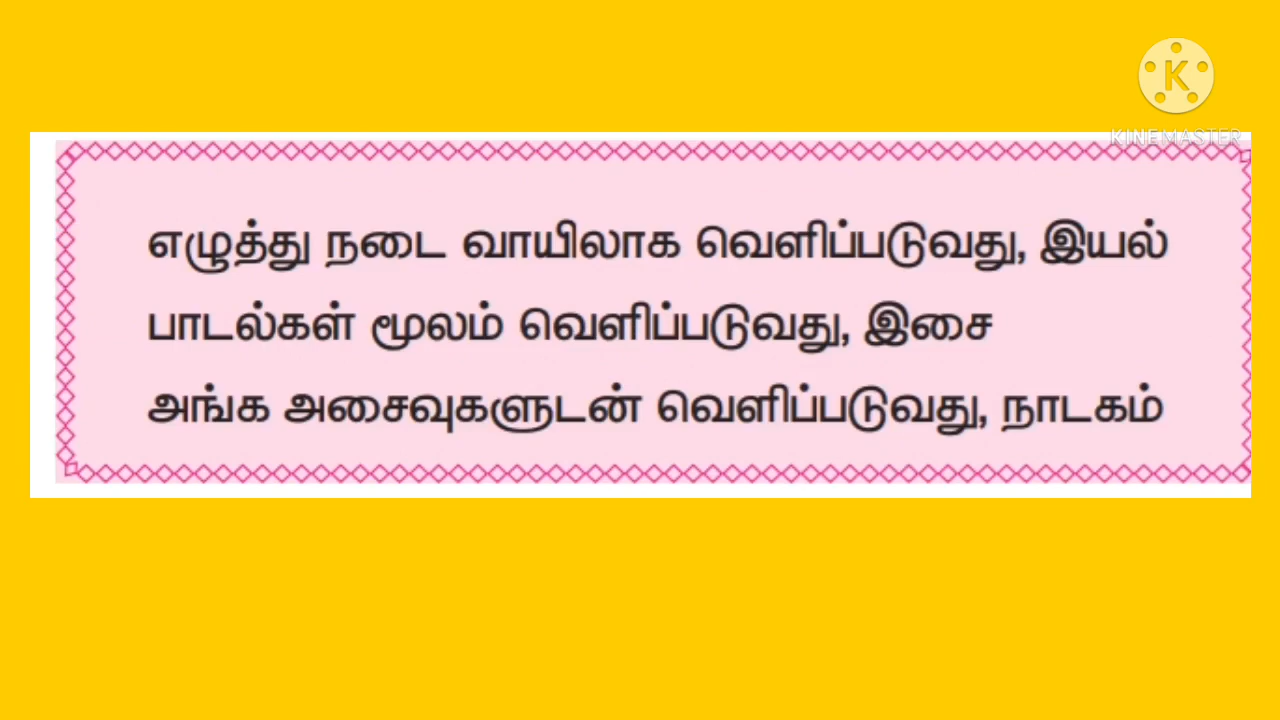 KINEMASTER
எழுத்து நடை வாயிலாக வெளிப்படுவது, இயல்
பாடல்கள் மூலம் வெளிப்படுவது, இசை
அங்க அசைவுகளுடன் வெளிப்படுவது, நாடகம்